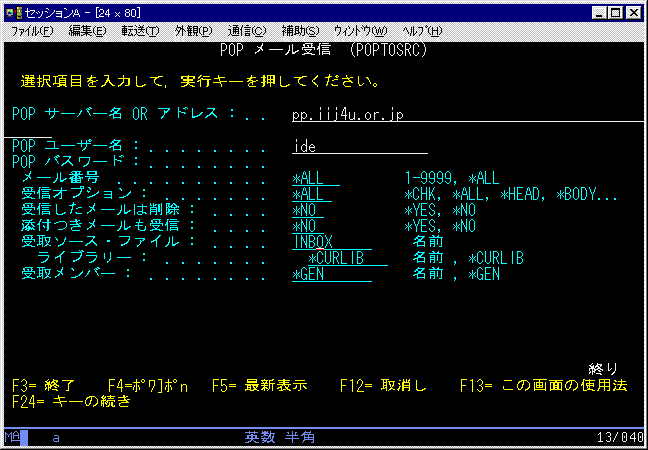 セッションA - [24 x 80]
ファイル(F) 編集(E) 転送(T) 外観(P) 通信(C) 補助(S) ウィンドウ(W) ヘルプ(H)
POP メール受信 (POPTOSRC)
選択項目を入力して, 実行キーを押してください。
POP サーバー名 OR アドレス : . . pp.iij4u.or.jp
POP ユーザー名 : . . . . . . . . ide
POP パスワード : . . . . . . . .
メール番号 . . . . . . . . . . *ALL 1-9999, *ALL
受信オプション : . . . . . . . . *ALL *CHK, *ALL, *HEAD, *BODY...
受信したメールは削除 : . . . . . *NO *YES, *NO
添付つきメールも受信 : . . . . . *NO *YES, *NO
受取ソース・ファイル : . . . . . INBOX 名前
ライブラリー : . . . . . . . . *CURLIB 名前 , *CURLIB
受取メンバー : . . . . . . . . . *GEN 名前 , *GEN
終り
F3= 終了 F4=ﾎﾟﾜ]ﾎﾟn F5= 最新表示 F12= 取消し F13= この画面の使用法
F24= キーの続き
MA a 英数 半角 13/040